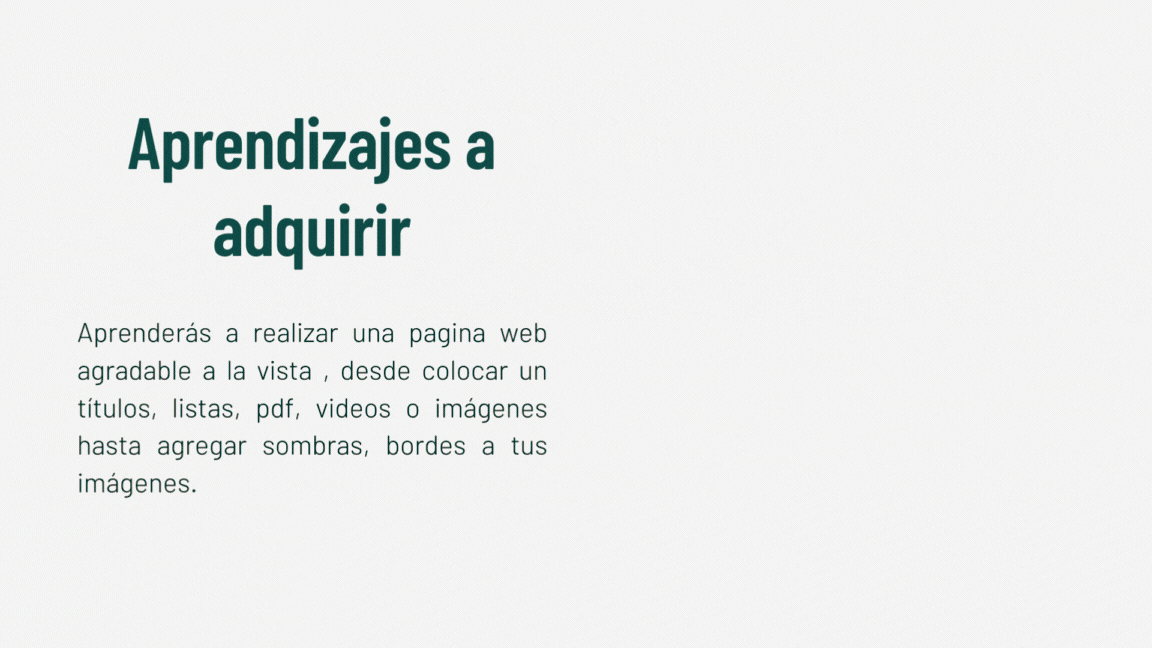 Aprendizajes a
adquirir
Aprenderás a realizar una pagina web
agradable a la vista , desde colocar un
títulos, listas, pdf, videos o imágenes
hasta agregar sombras, bordes a tus
imágenes.